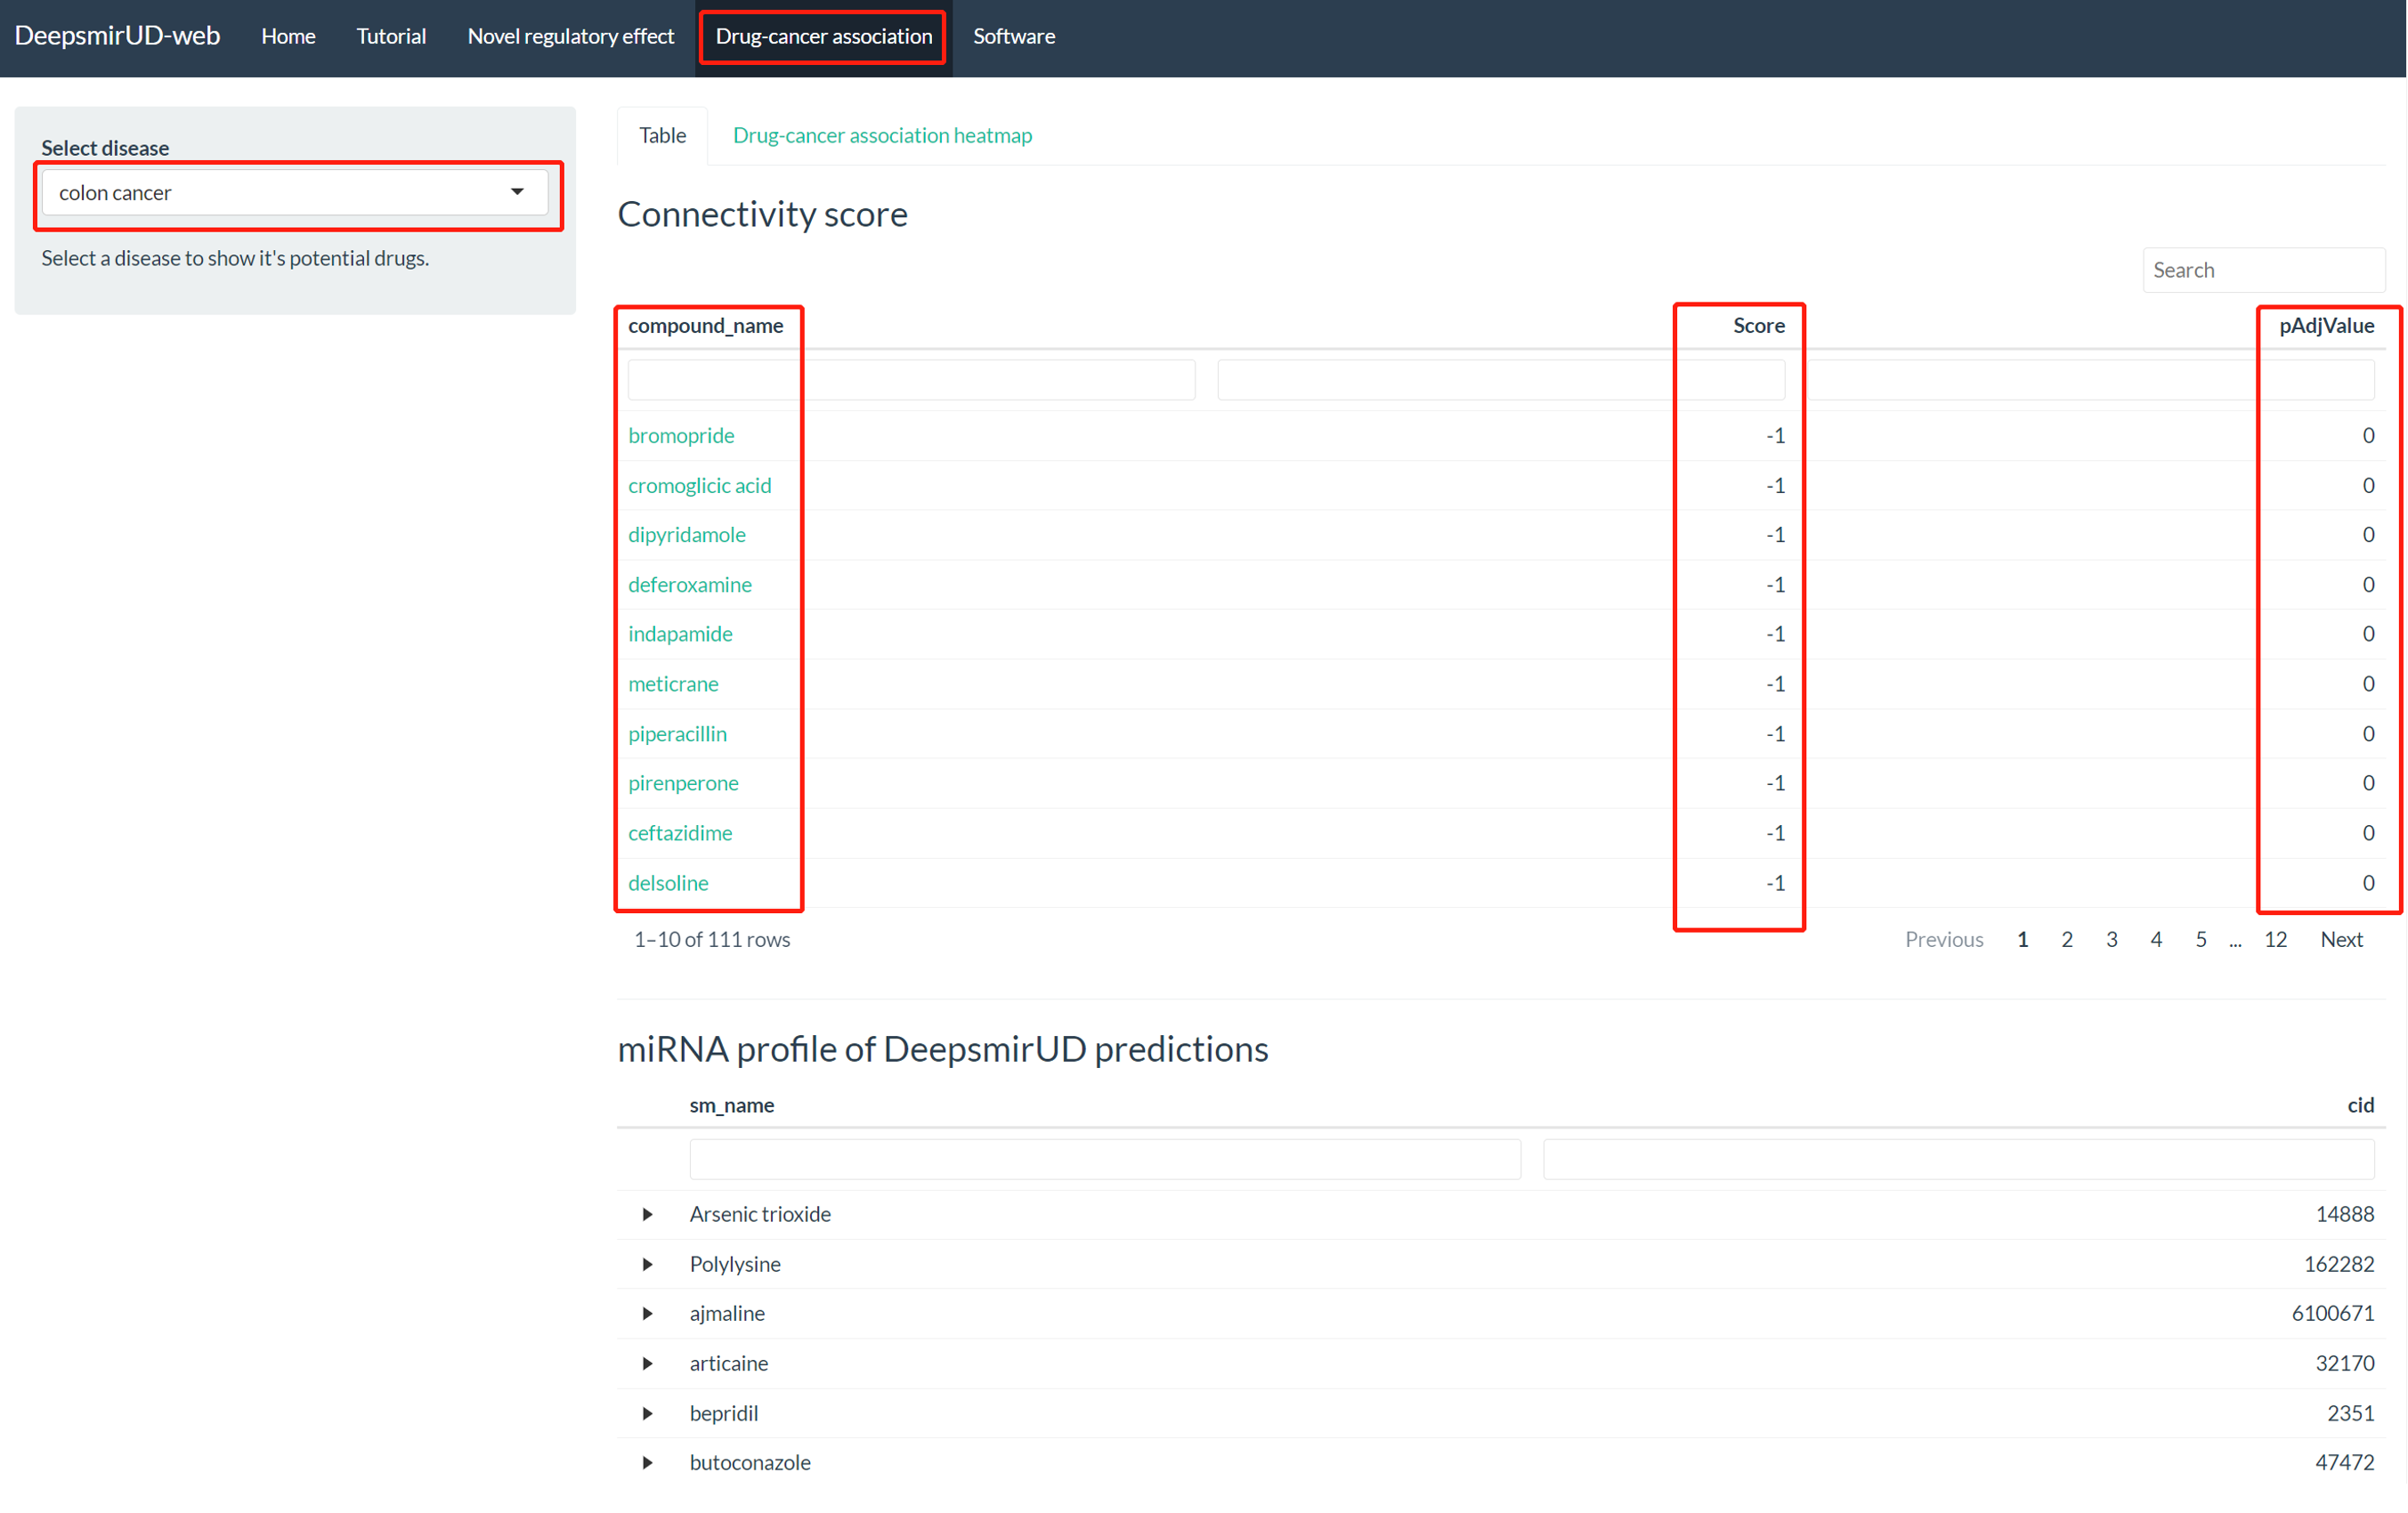 DeepsmirUD-web Home Tutorial Novel regulatory effect Drug-cancer association Software
Select disease
colon cancer
Select a disease to show it's potential drugs.
Table Drug-cancer association heatmap
Connectivity score
Search
compound_name Score pAdjValue
bromopride -1 0
cromoglicic acid -1 0
dipyridamole -1 0
deferoxamine -1 0
indapamide -1 0
meticrane -1 0
piperacillin -1 0
pirenperone -1 0
ceftazidime -1 0
delsoline -1 0
1–10 of 111 rows Previous 1 2 3 4 5 ... 12 Next
miRNA profile of DeepsmirUD predictions
sm_name cid
Arsenic trioxide 14888
Polylysine 162282
ajmaline 6100671
articaine 32170
bepridil 2351
butoconazole 47472